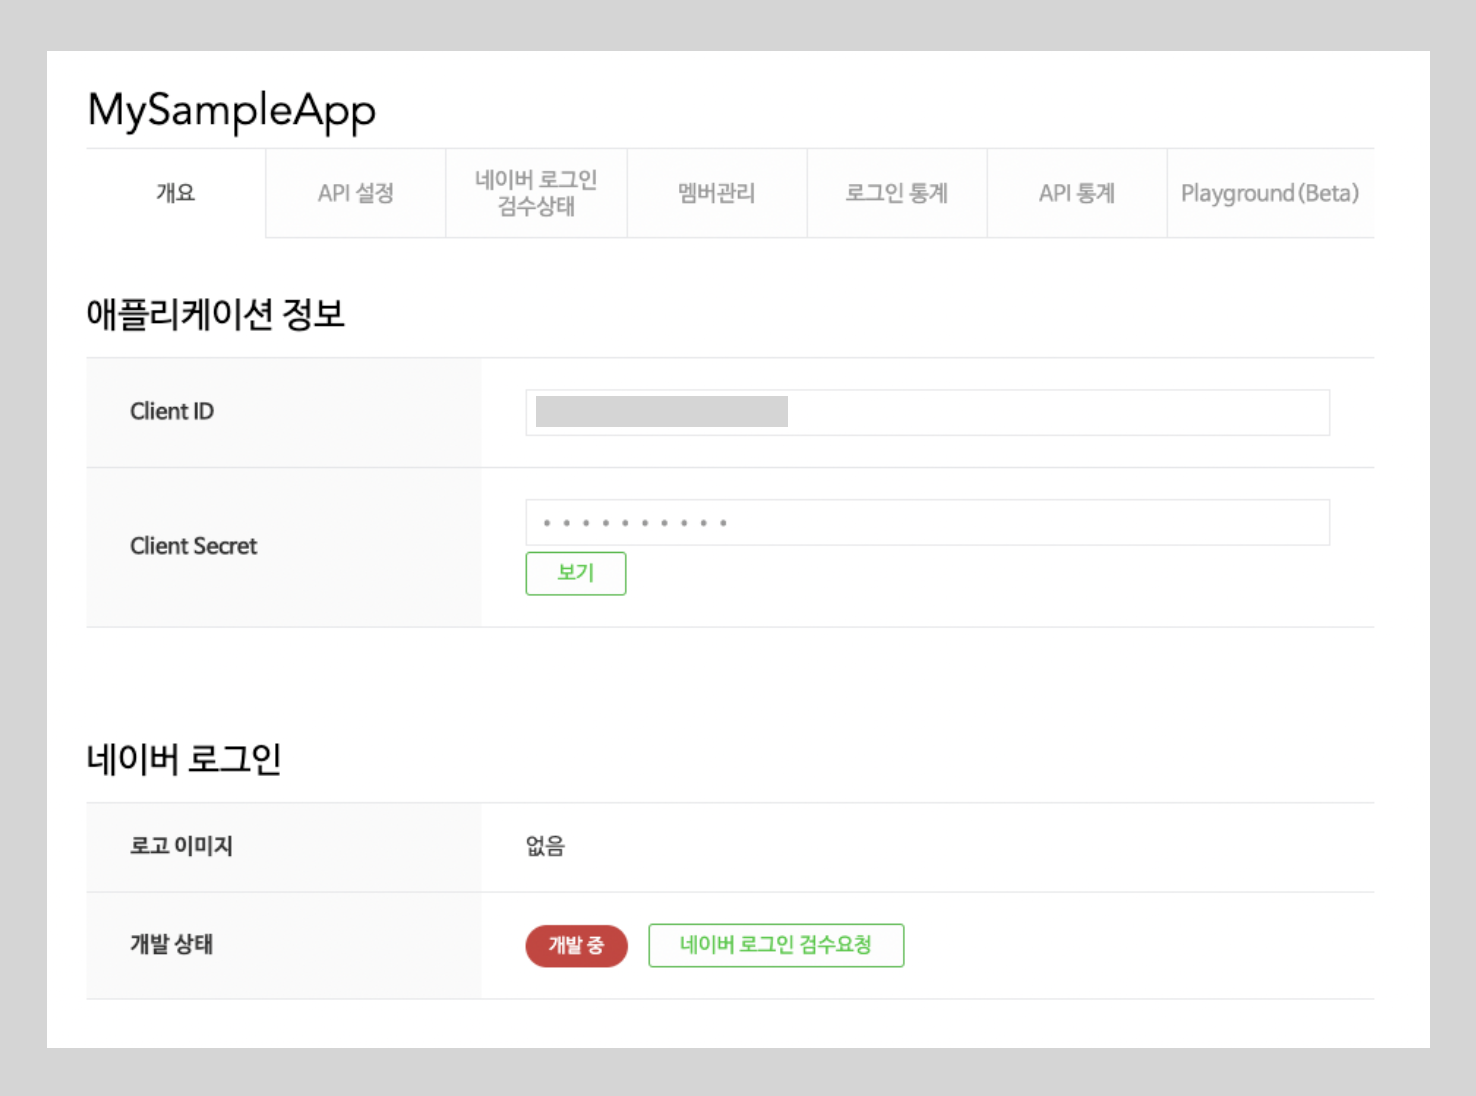 MySampleApp
개요
API 설정
네이버 로그인
검수상태
멤버관리
로그인 통계
API 통계
Playground(Beta)
애플리케이션 정보
Client ID
Client Secret
••••••••••
보기
네이버 로그인
로고 이미지
없음
개발 상태
개발 중
네이버 로그인 검수요청